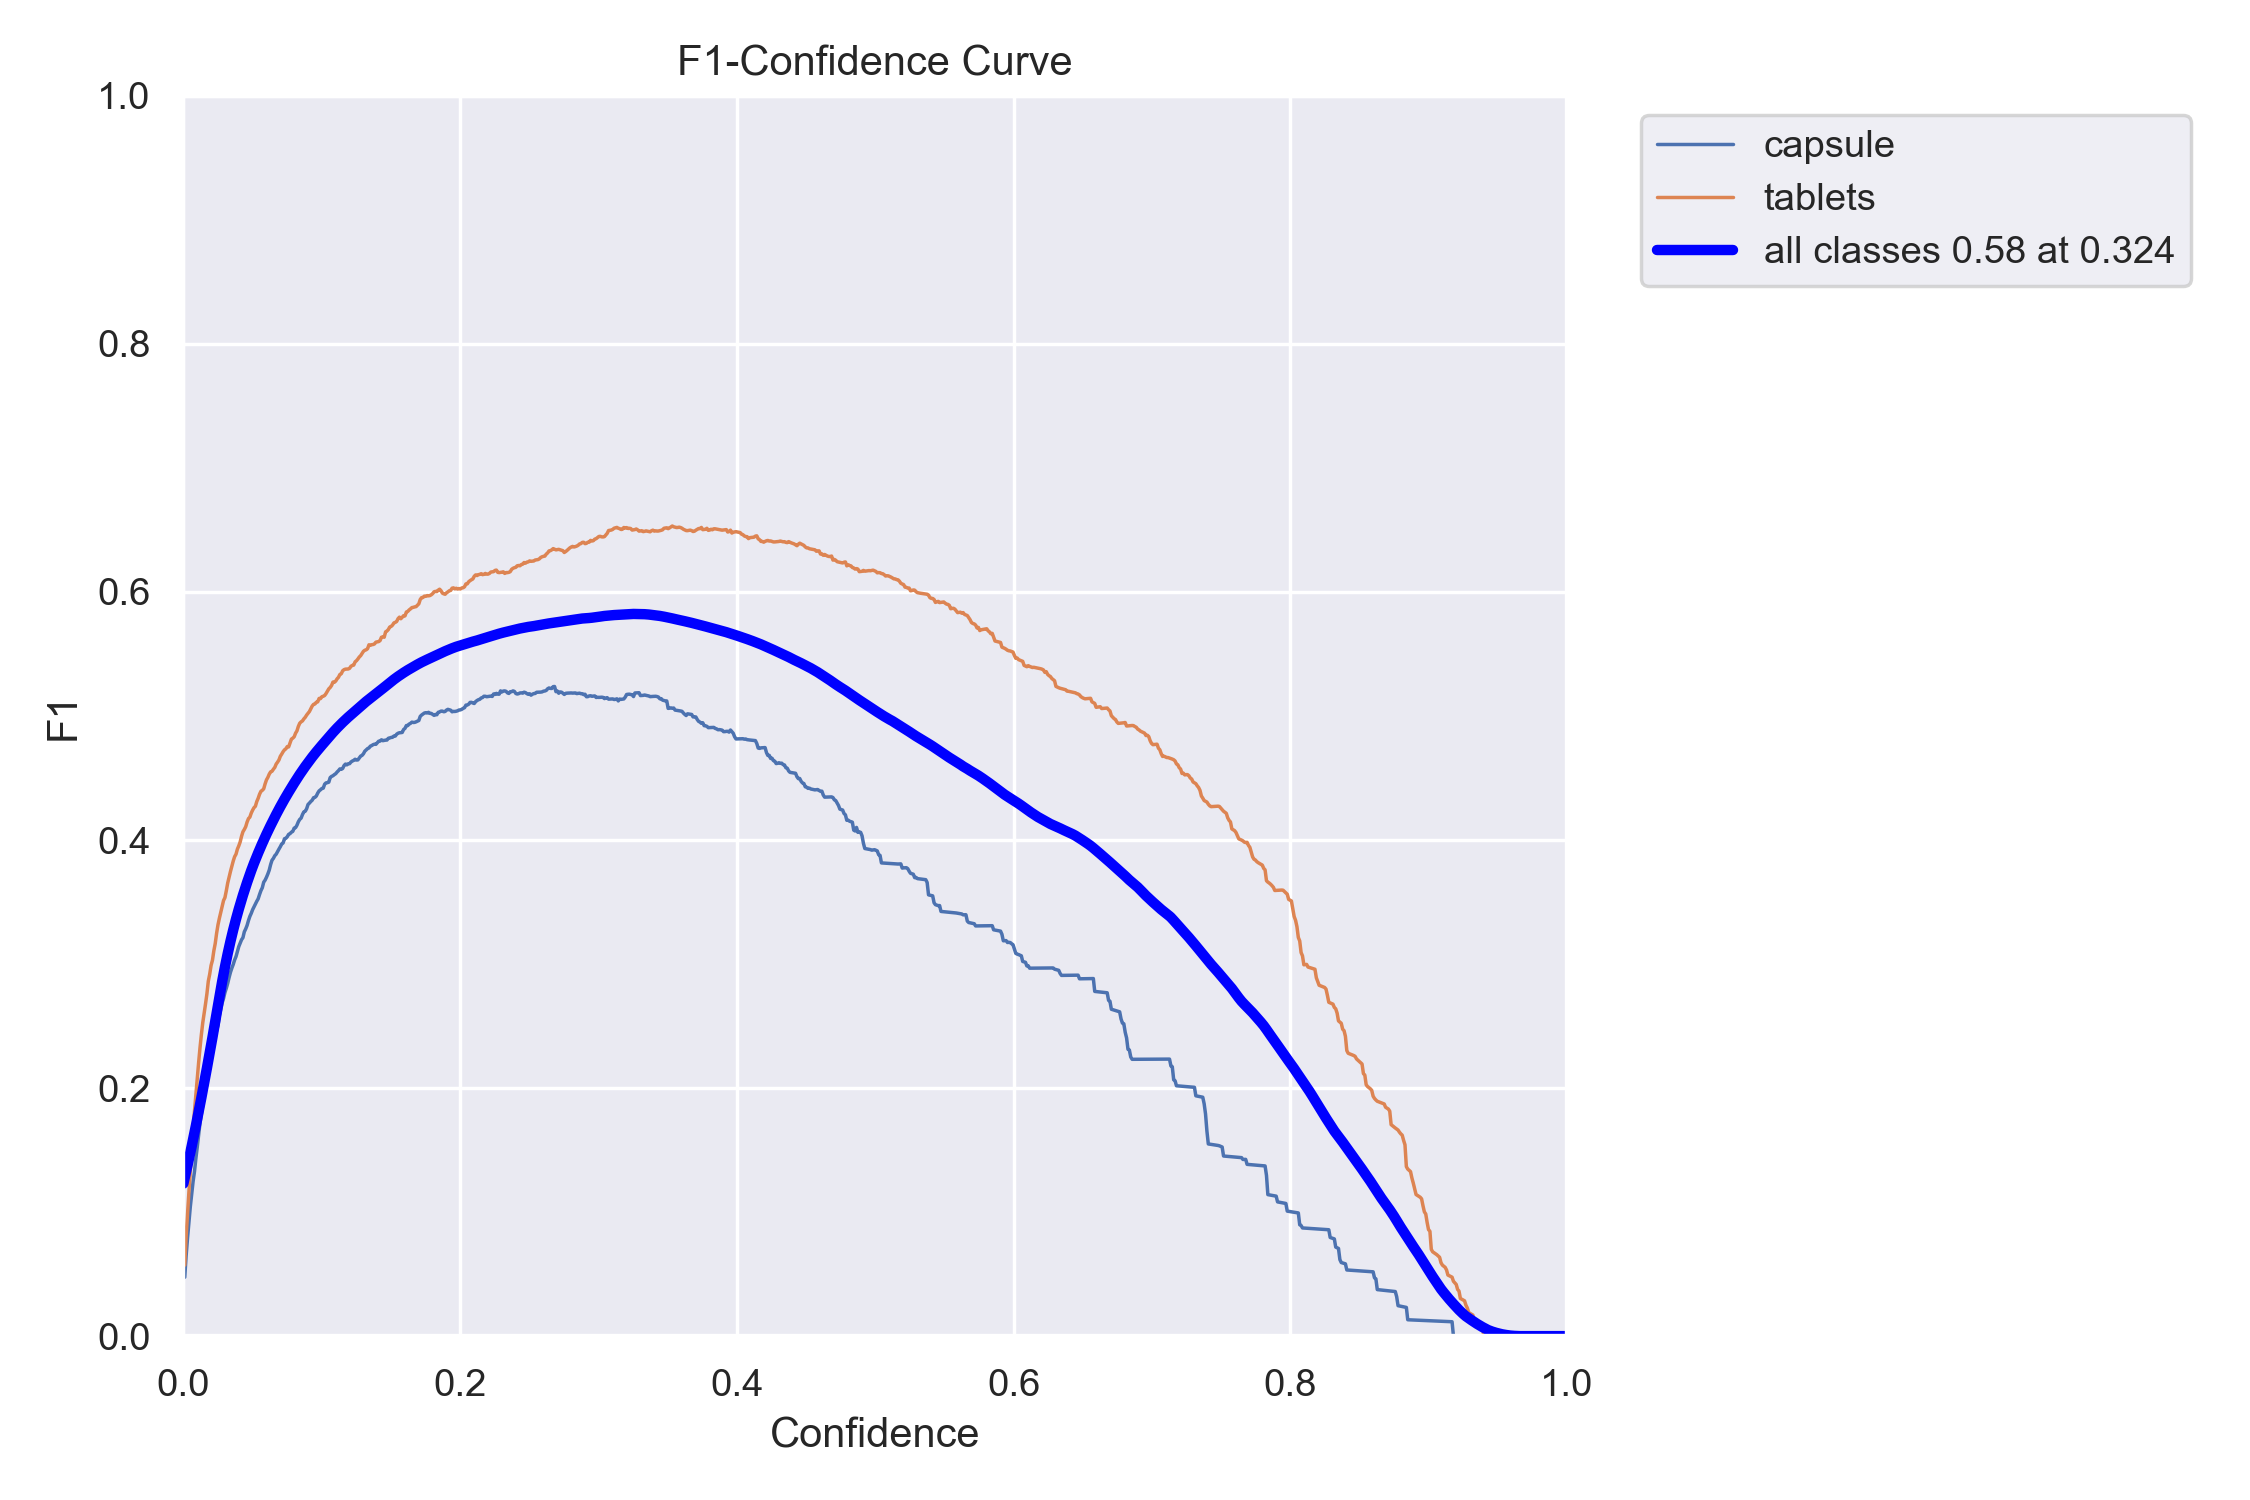 F1-Confidence Curve
1.0
0.8
0.6
0.4
0.2
0.0
F1
0.0 0.2 0.4 0.6 0.8 1.0
Confidence
capsule
tablets
all classes 0.58 at 0.324